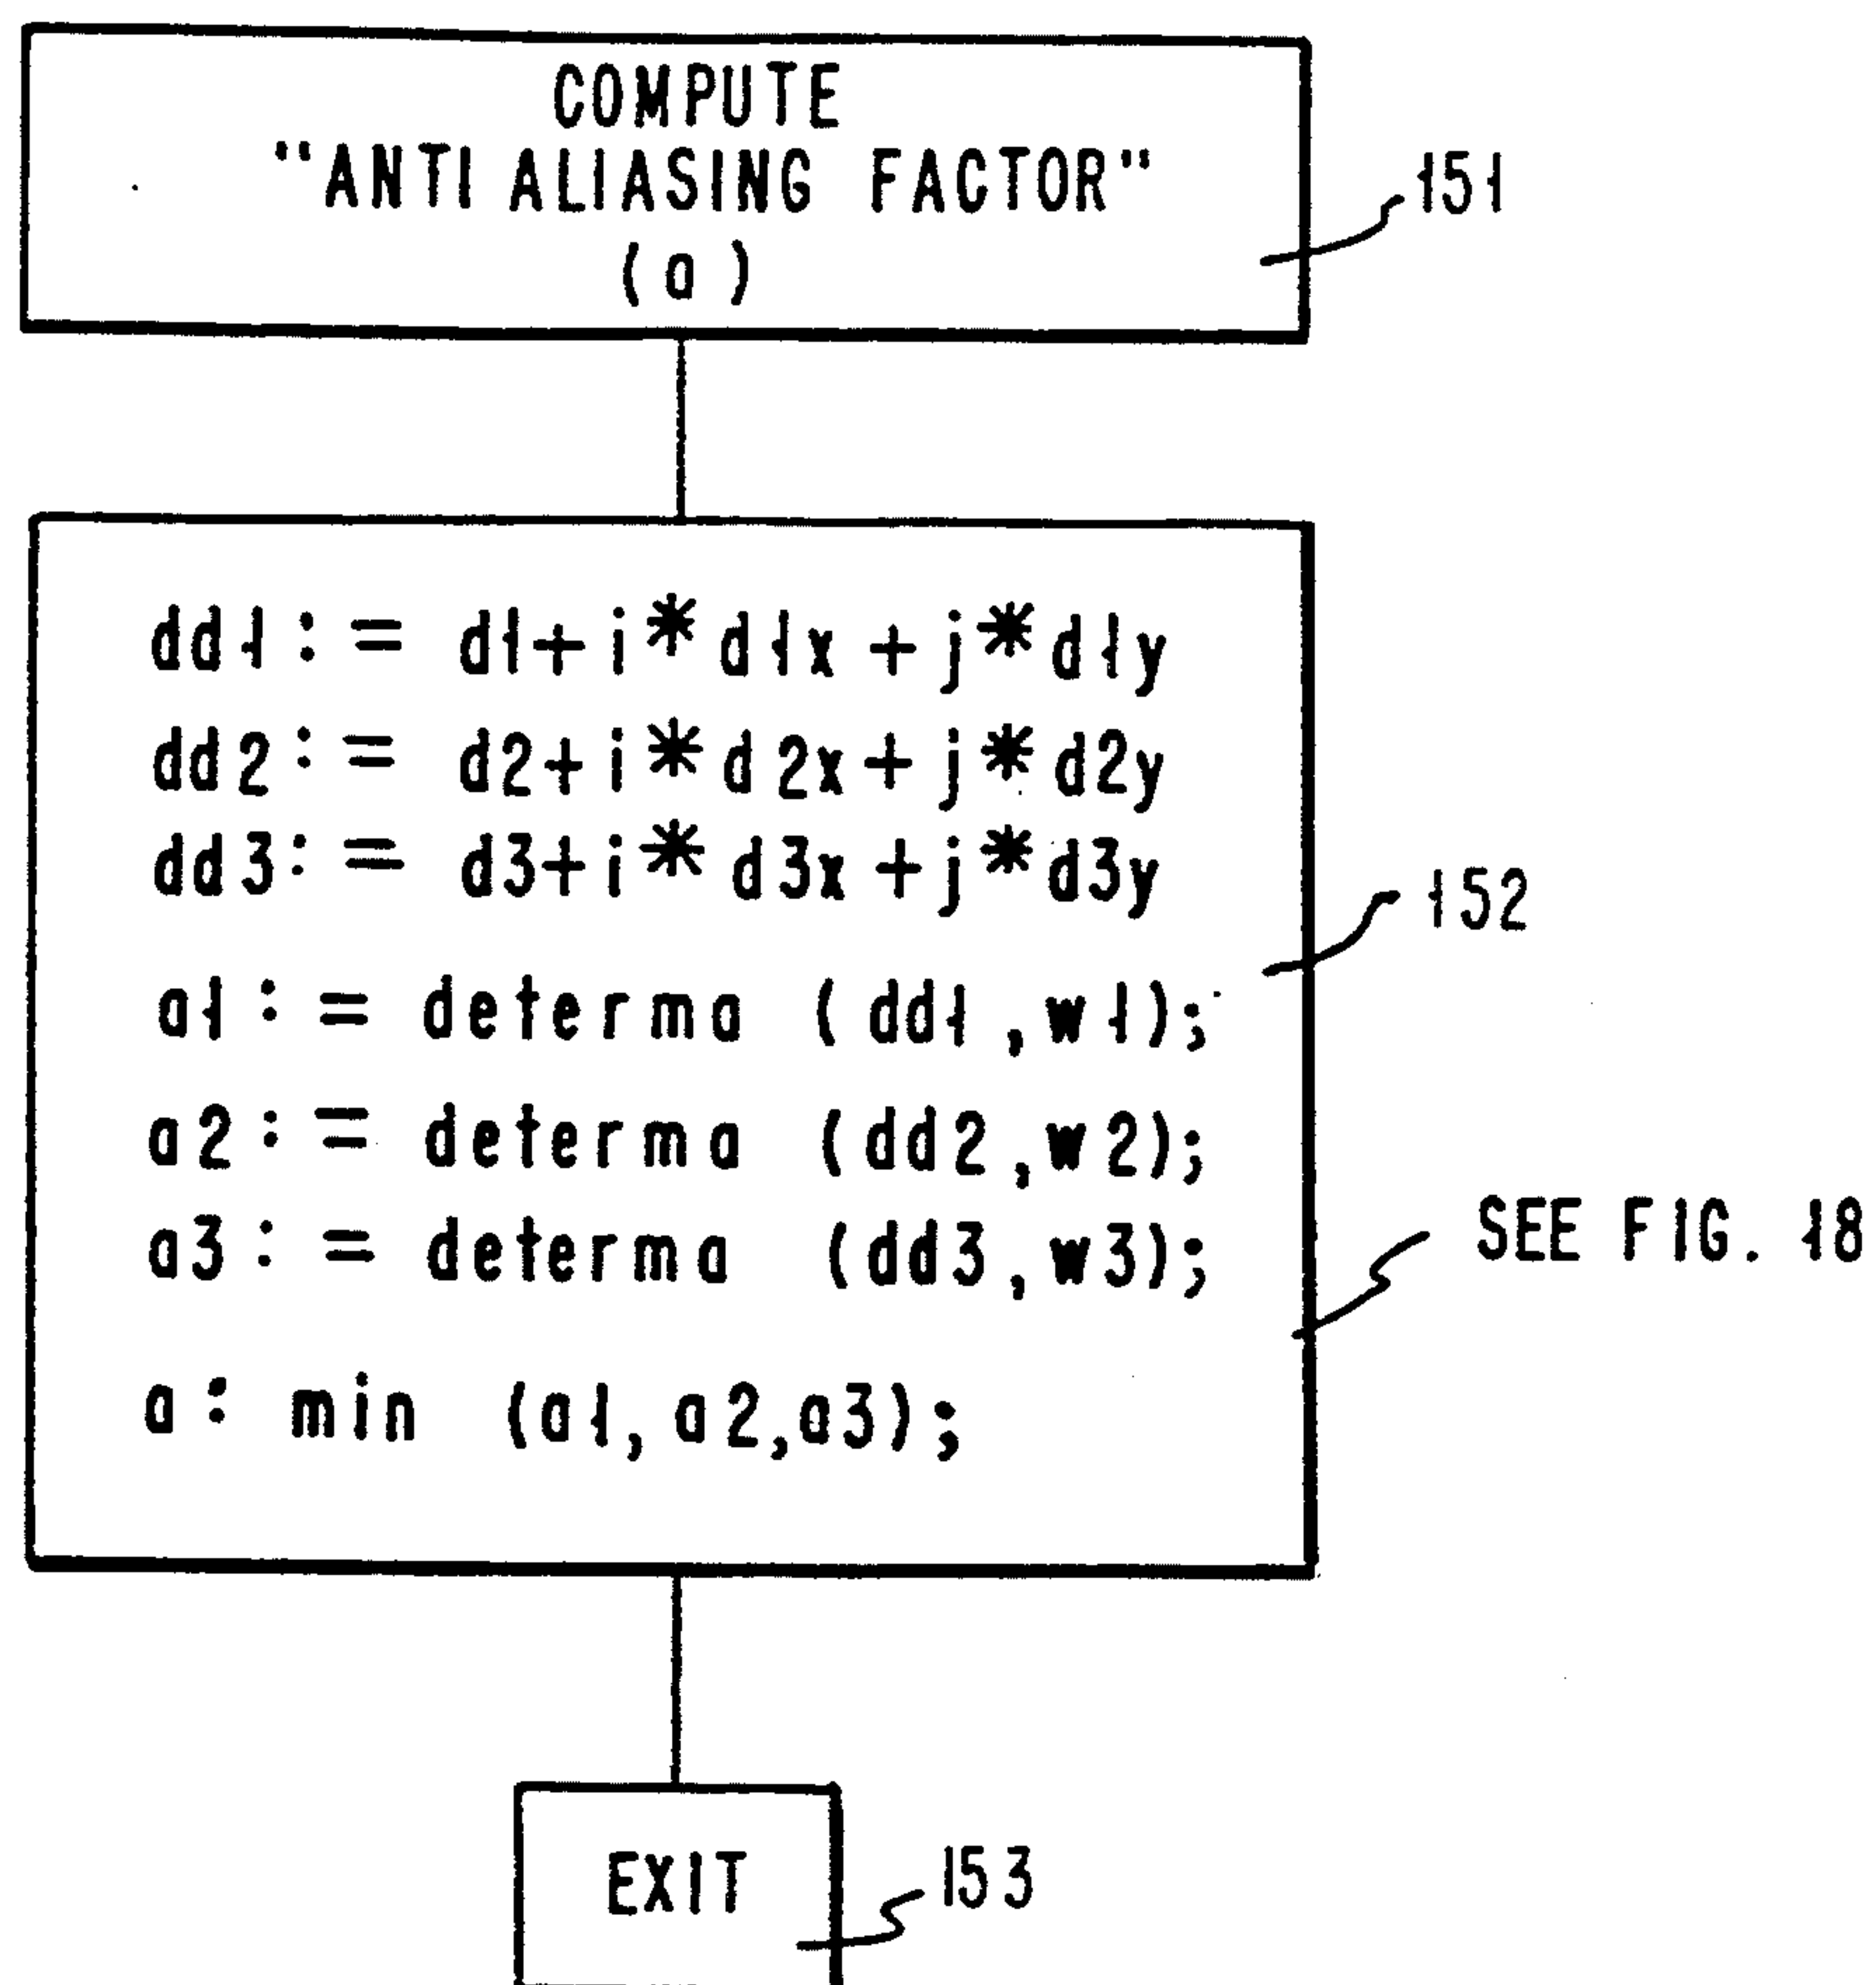 COMPUTE
"ANTI ALIASING FACTOR"
(a)
151
dd1:= d1+i*d1x+j*d1y
dd2:= d2+i*d2x+j*d2y
dd3:= d3+i*d3x+j*d3y
152
a1:= determa (dd1,w1);
a2:= determa (dd2,w2);
a3:= determa (dd3,w3);
SEE FIG. 18
a: min (a1,a2,a3);
EXIT
153